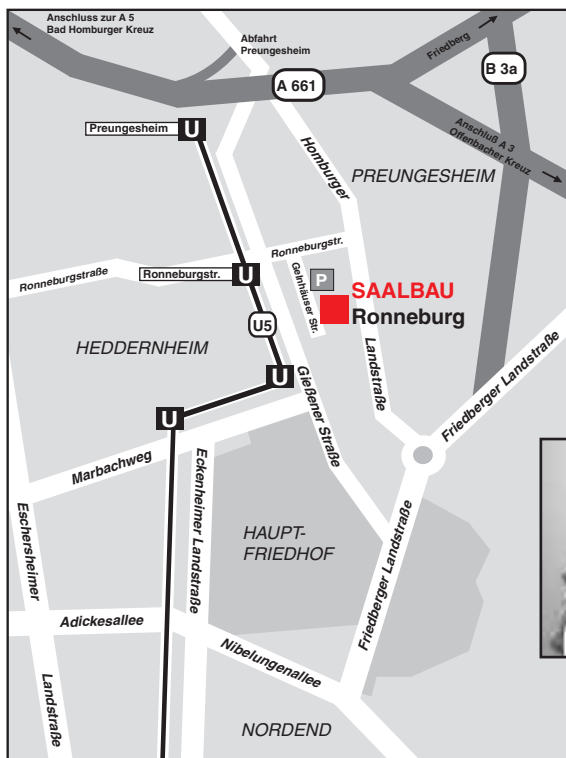 Anschluss zur A 5
Bad Homburger Kreuz
Abfahrt
Preungesheim
Friedberg
B 3a
A 661
Anschluß A 3
Offenbacher Kreuz
Preungesheim
U
Homburger
PREUNGESHEIM
Ronneburgstr.
Ronneburgstraße
Ronneburgstr.
U
Gelnhäuser Str.
P
SAALBAU
Ronneburg
U5
HEDDERNHEIM
Landstraße
Friedberger Landstraße
U
U
Gießener Straße
Marbachweg
Eckenheimer Landstraße
Eschersheimer
HAUPT-
FRIEDHOF
Friedberger Landstraße
Adickesallee
Nibelungenallee
Landstraße
NORDEND